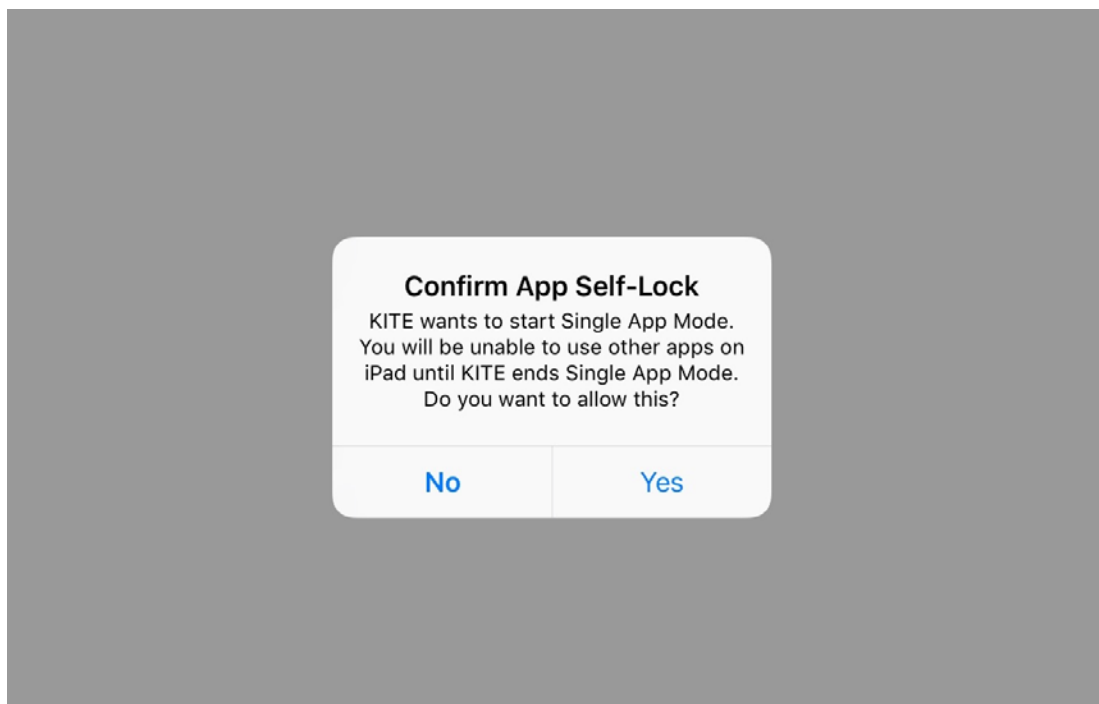 Confirm App Self-Lock
KITE wants to start Single App Mode.
You will be unable to use other apps on
iPad until KITE ends Single App Mode.
Do you want to allow this?
No
Yes